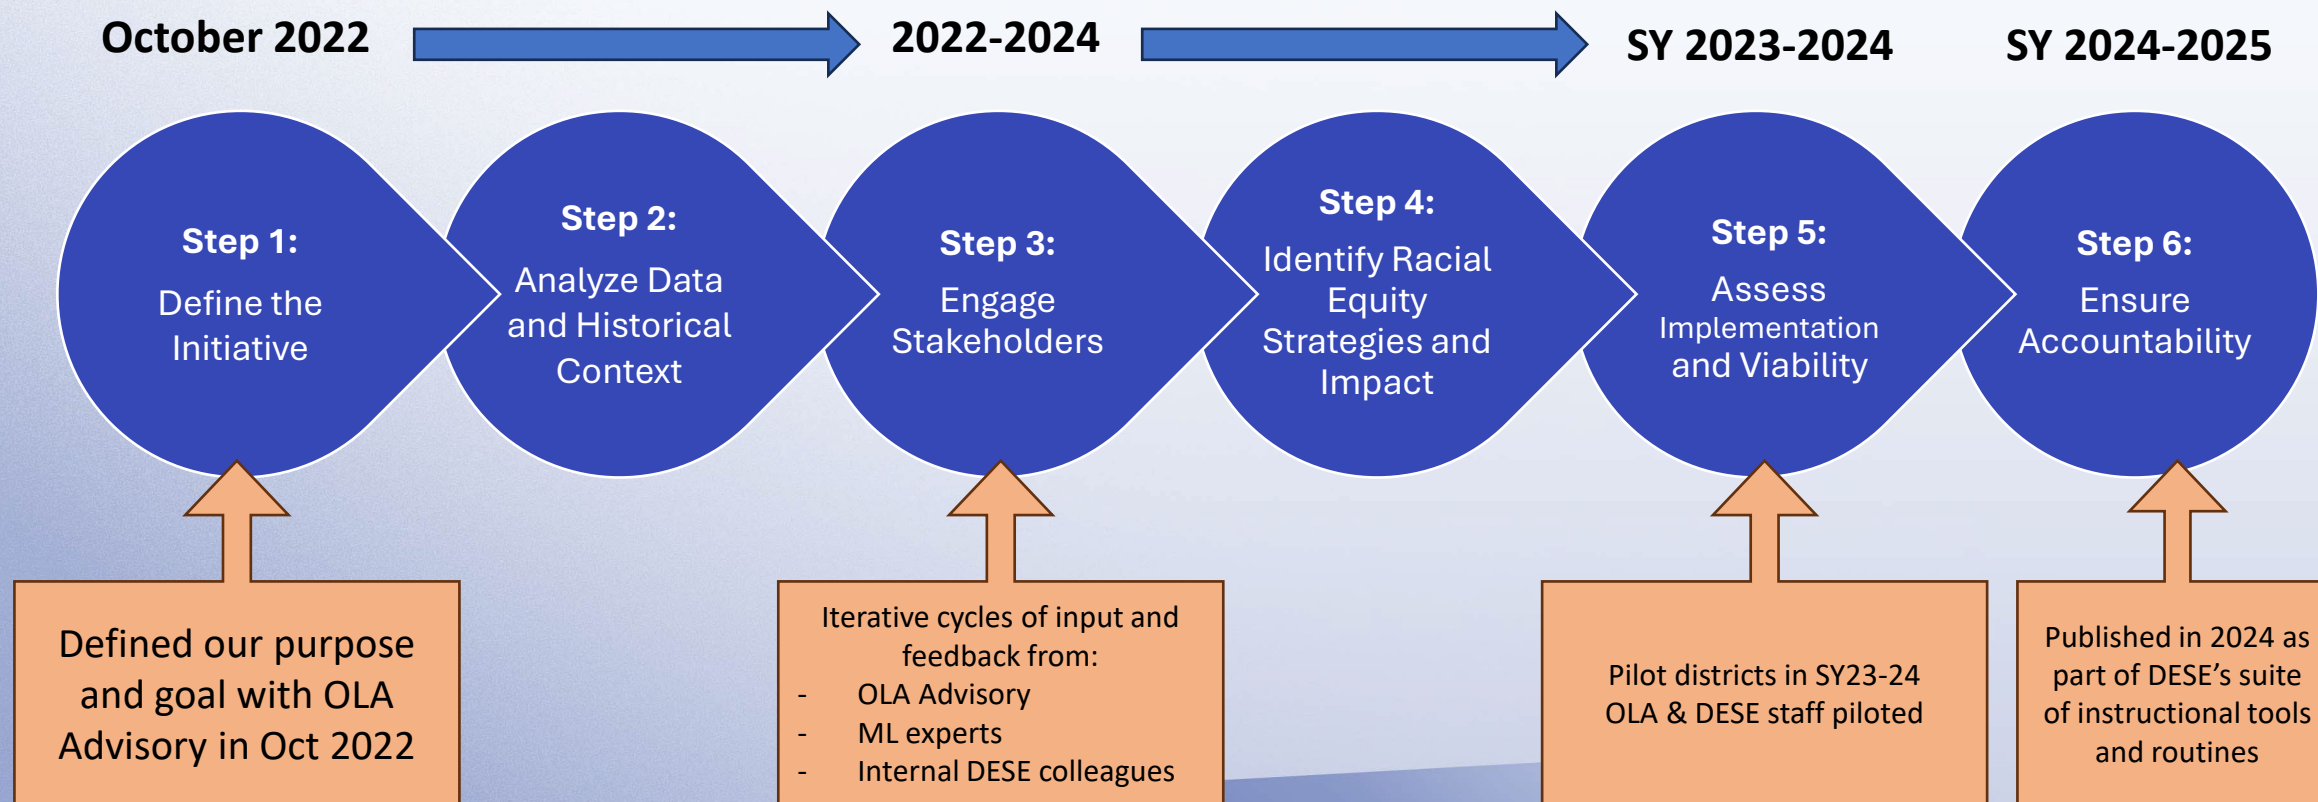 October 2022
2022-2024
SY 2023-2024
SY 2024-2025
Step 1:
Define the
Initiative
Step 2:
Analyze Data
and Historical
Context
Step 3:
Engage
Stakeholders
Step 4:
Identify Racial
Equity
Strategies and
Impact
Step 5:
Assess
Implementation
and Viability
Step 6:
Ensure
Accountability
Defined our purpose
and goal with OLA
Advisory in Oct 2022
Iterative cycles of input and
feedback from:
- OLA Advisory
- ML experts
- Internal DESE colleagues
Pilot districts in SY23-24
OLA & DESE staff piloted
Published in 2024 as
part of DESE's suite
of instructional tools
and routines